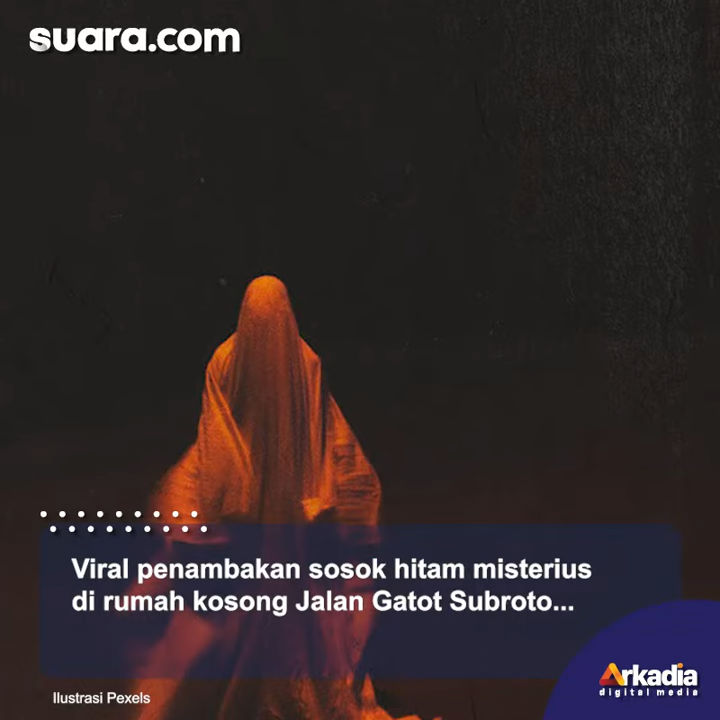 suara.com
Viral penambakan sosok hitam misterius
di rumah kosong Jalan Gatot Subroto...
Ilustrasi Pexels
Arkadia
digital media